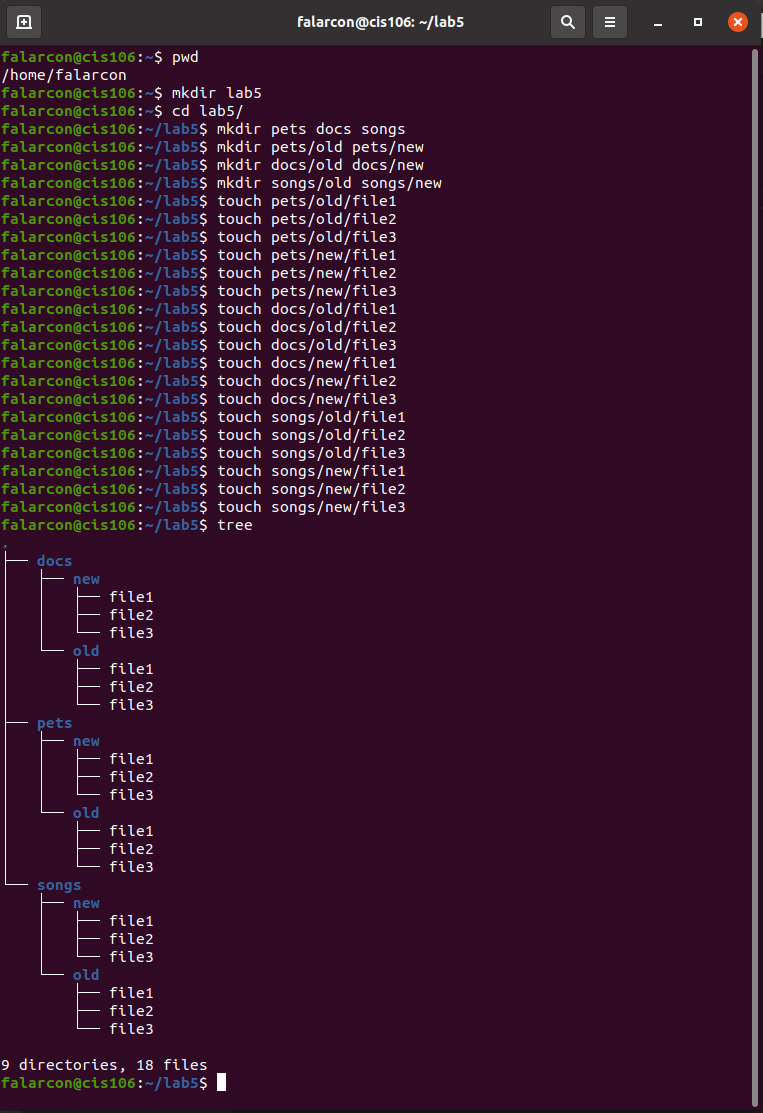 falarcon@cis106: ~/lab5
falarcon@cis106:~$ pwd
/home/falarcon
falarcon@cis106:~$ mkdir lab5
falarcon@cis106:~$ cd lab5/
falarcon@cis106:~/lab5$ mkdir pets docs songs
falarcon@cis106:~/lab5$ mkdir pets/old pets/new
falarcon@cis106:~/lab5$ mkdir docs/old docs/new
falarcon@cis106:~/lab5$ mkdir songs/old songs/new
falarcon@cis106:~/lab5$ touch pets/old/file1
falarcon@cis106:~/lab5$ touch pets/old/file2
falarcon@cis106:~/lab5$ touch pets/old/file3
falarcon@cis106:~/lab5$ touch pets/new/file1
falarcon@cis106:~/lab5$ touch pets/new/file2
falarcon@cis106:~/lab5$ touch pets/new/file3
falarcon@cis106:~/lab5$ touch docs/old/file1
falarcon@cis106:~/lab5$ touch docs/old/file2
falarcon@cis106:~/lab5$ touch docs/old/file3
falarcon@cis106:~/lab5$ touch docs/new/file1
falarcon@cis106:~/lab5$ touch docs/new/file2
falarcon@cis106:~/lab5$ touch docs/new/file3
falarcon@cis106:~/lab5$ touch songs/old/file1
falarcon@cis106:~/lab5$ touch songs/old/file2
falarcon@cis106:~/lab5$ touch songs/old/file3
falarcon@cis106:~/lab5$ touch songs/new/file1
falarcon@cis106:~/lab5$ touch songs/new/file2
falarcon@cis106:~/lab5$ touch songs/new/file3
falarcon@cis106:~/lab5$ tree
.
├── docs
│   ├── new
│   │   ├── file1
│   │   ├── file2
│   │   └── file3
│   └── old
│       ├── file1
│       ├── file2
│       └── file3
├── pets
│   ├── new
│   │   ├── file1
│   │   ├── file2
│   │   └── file3
│   └── old
│       ├── file1
│       ├── file2
│       └── file3
└── songs
    ├── new
    │   ├── file1
    │   ├── file2
    │   └── file3
    └── old
        ├── file1
        ├── file2
        └── file3
9 directories, 18 files
falarcon@cis106:~/lab5$